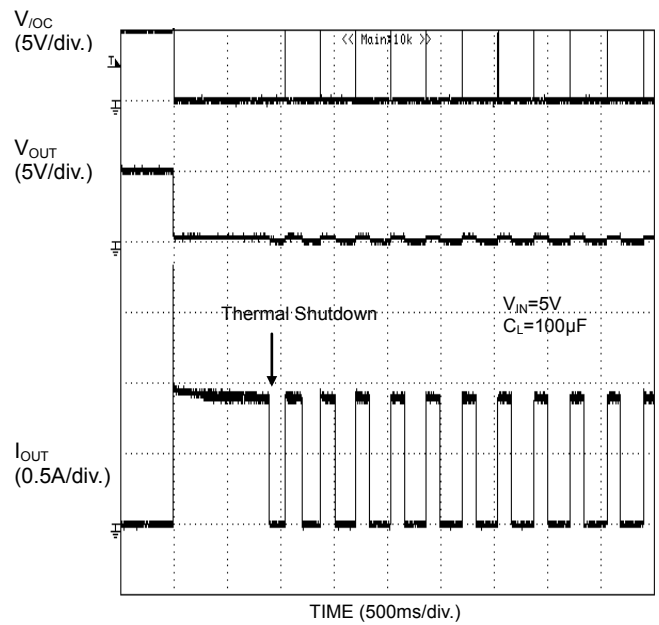 V/OC
(5V/div.)
<< Main:10k >>
T
VOUT
(5V/div.)
Thermal Shutdown
VIN=5V
CL=100µF
IOUT
(0.5A/div.)
TIME (500ms/div.)